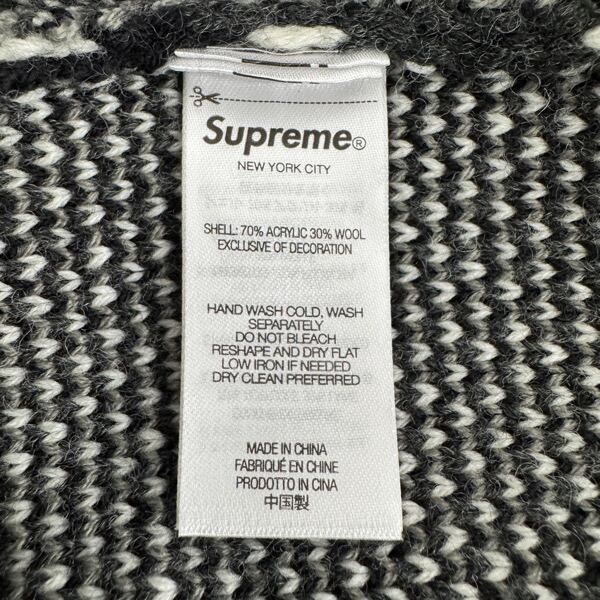 Supreme®
NEW YORK CITY
SHELL: 70% ACRYLIC 30% WOOL
EXCLUSIVE OF DECORATION
HAND WASH COLD, WASH
SEPARATELY
DO NOT BLEACH
RESHAPE AND DRY FLAT
LOW IRON IF NEEDED
DRY CLEAN PREFERRED
MADE IN CHINA
FABRIQUÉ EN CHINE
PRODOTTO IN CINA
中国製